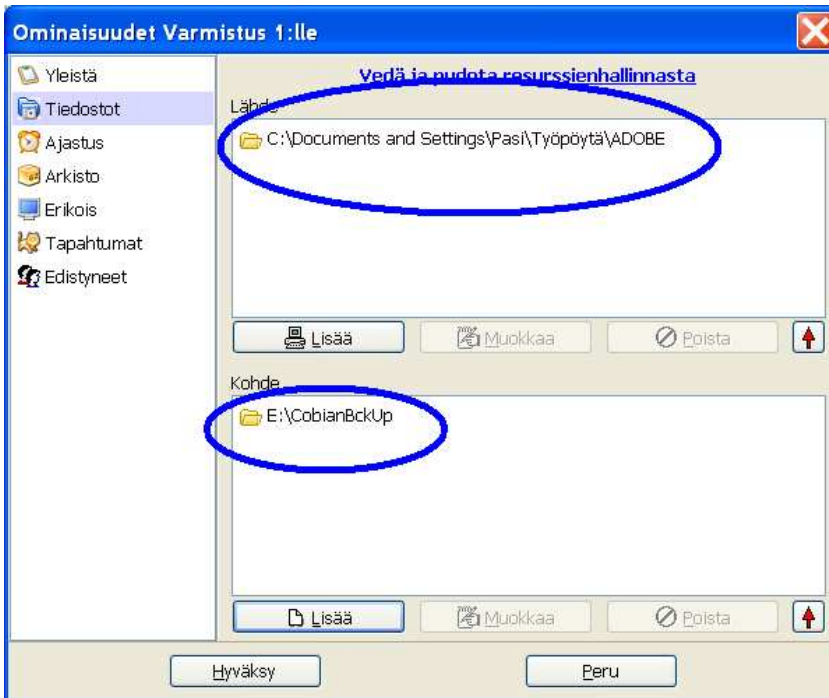 Ominaisuudet Varmistus 1:lle
Yleistä
Tiedostot
Ajastus
Arkisto
Erikois
Tapahtumat
Edistyneet
Vedä ja pudota resurssienhallinnasta
Lähde
C:\Documents and Settings\Pasi\Työpöytä\ADOBE
Lisää Muokkaa Poista
Kohde
E:\CobianBckUp
Lisää Muokkaa Poista
Hyväksy Peru